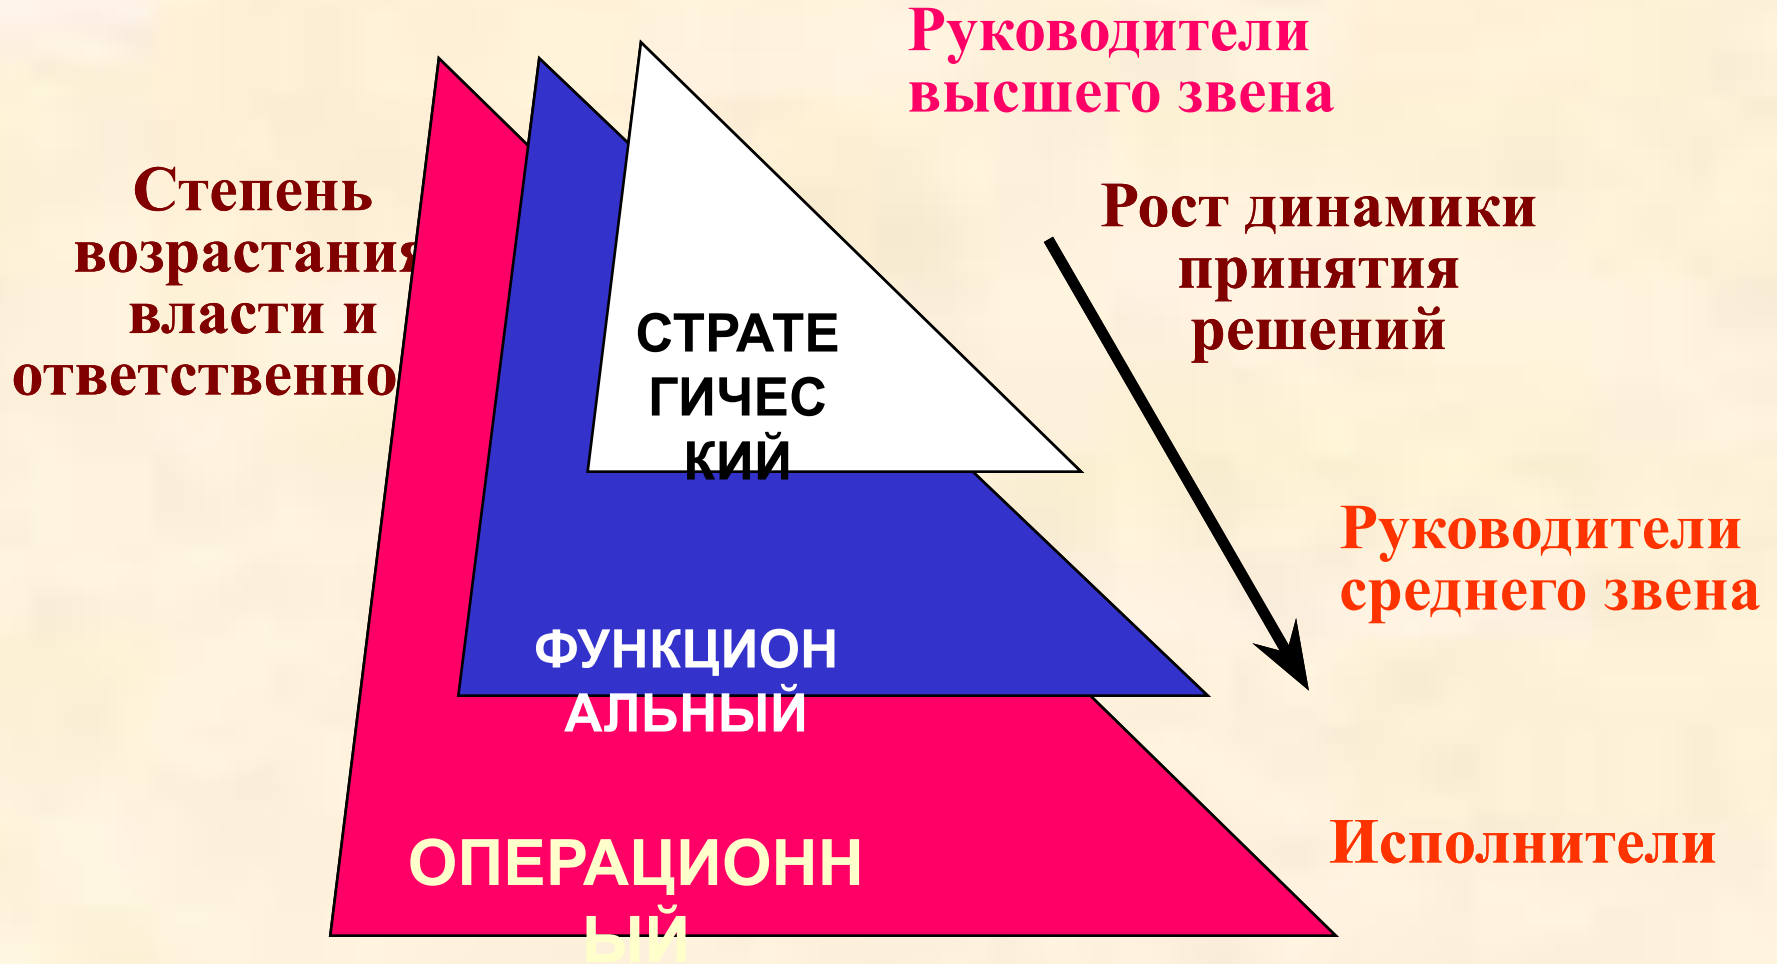 Руководители
высшего звена
Степень
возрастания
власти и
ответственно
Рост динамики
принятия
решений
СТРАТЕ
ГИЧЕС
КИЙ
Руководители
среднего звена
ФУНКЦИОН
АЛЬНЫЙ
Исполнители
ОПЕРАЦИОНН
ЫЙ